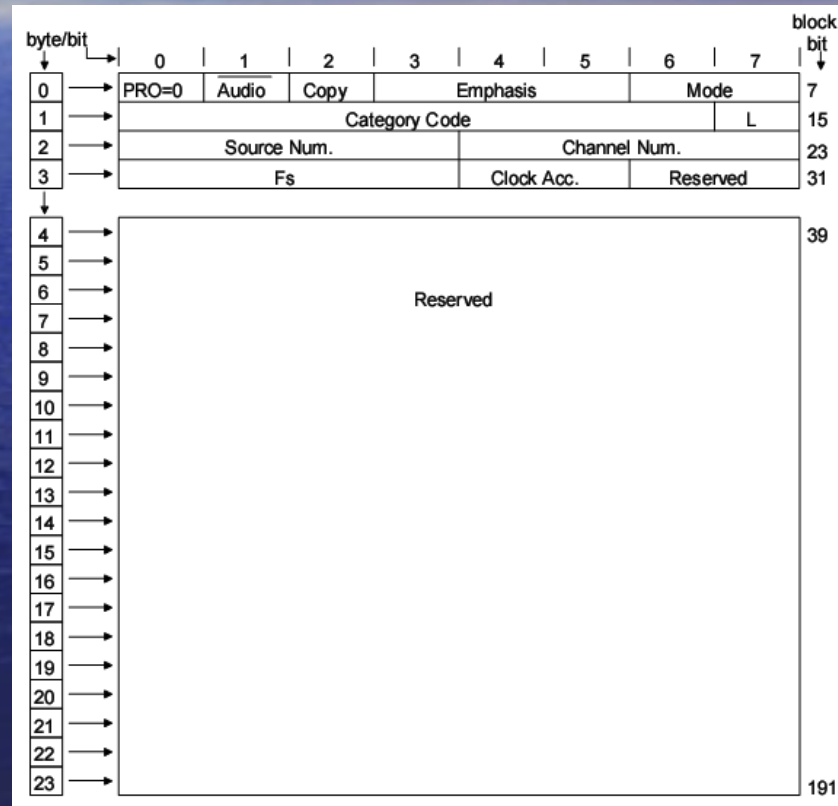 block
byte/bit bit
0 1 2 3 4 5 6 7
0 PRO=0 Audio Copy Emphasis Mode 7
1 Category Code L 15
2 Source Num. Channel Num. 23
3 Fs Clock Acc. Reserved 31
4 39
5
6 Reserved
7
8
9
10
11
12
13
14
15
16
17
18
19
20
21
22
23 191